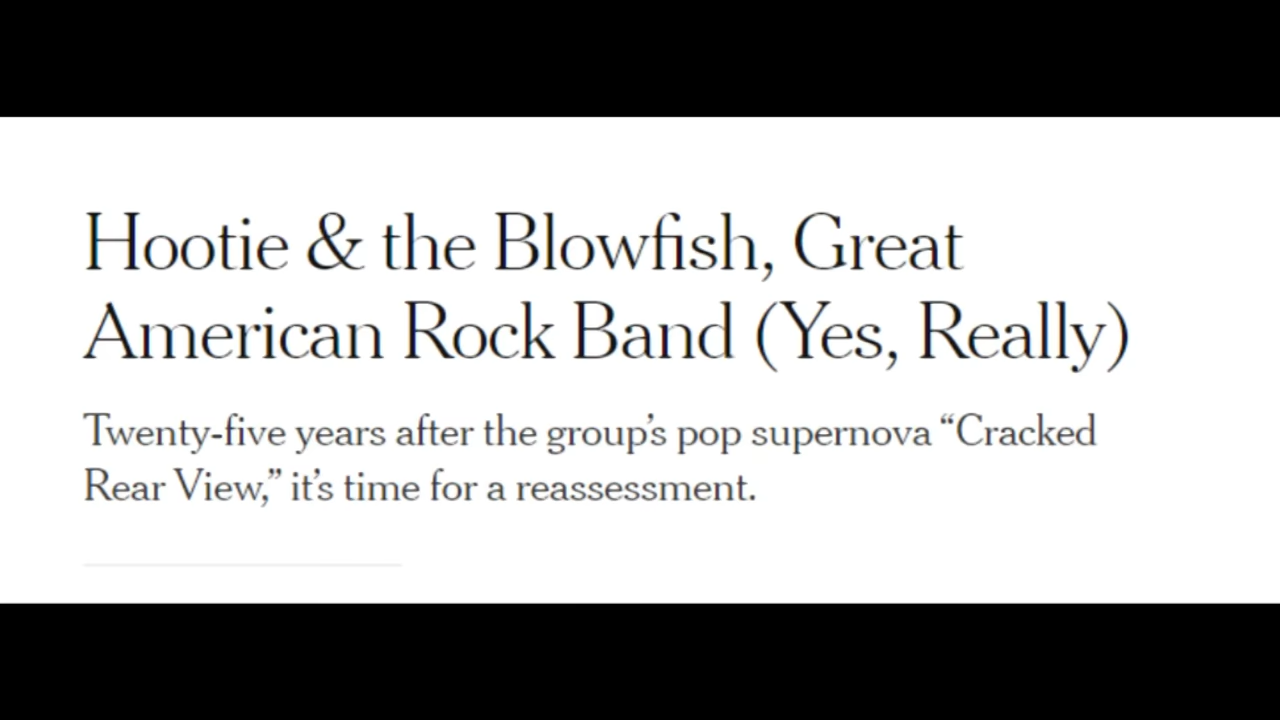 Hootie & the Blowfish, Great
American Rock Band (Yes, Really)
Twenty-five years after the group’s pop supernova “Cracked
Rear View,” it’s time for a reassessment.